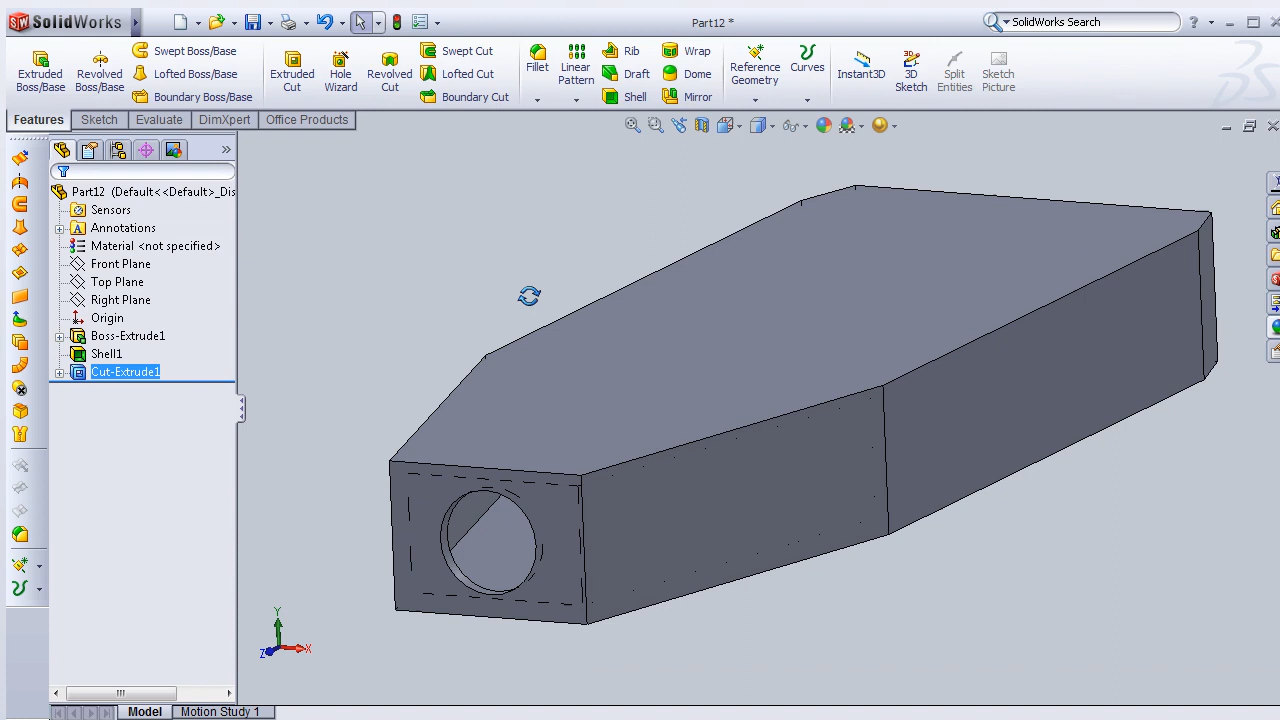 SolidWorks
Part12 *
SolidWorks Search
Extruded Boss/Base
Revolved Boss/Base
Swept Boss/Base
Lofted Boss/Base
Boundary Boss/Base
Extruded Cut
Hole Wizard
Revolved Cut
Swept Cut
Lofted Cut
Boundary Cut
Fillet
Linear Pattern
Rib
Draft
Shell
Wrap
Dome
Mirror
Reference Geometry
Curves
Instant3D
3D Sketch
Split Entities
Sketch Picture
Features
Sketch
Evaluate
DimXpert
Office Products
Part12 (Default<<Default>_Dis
Sensors
Annotations
Material <not specified>
Front Plane
Top Plane
Right Plane
Origin
Boss-Extrude1
Shell1
Cut-Extrude1
Y
Z
X
Model
Motion Study 1